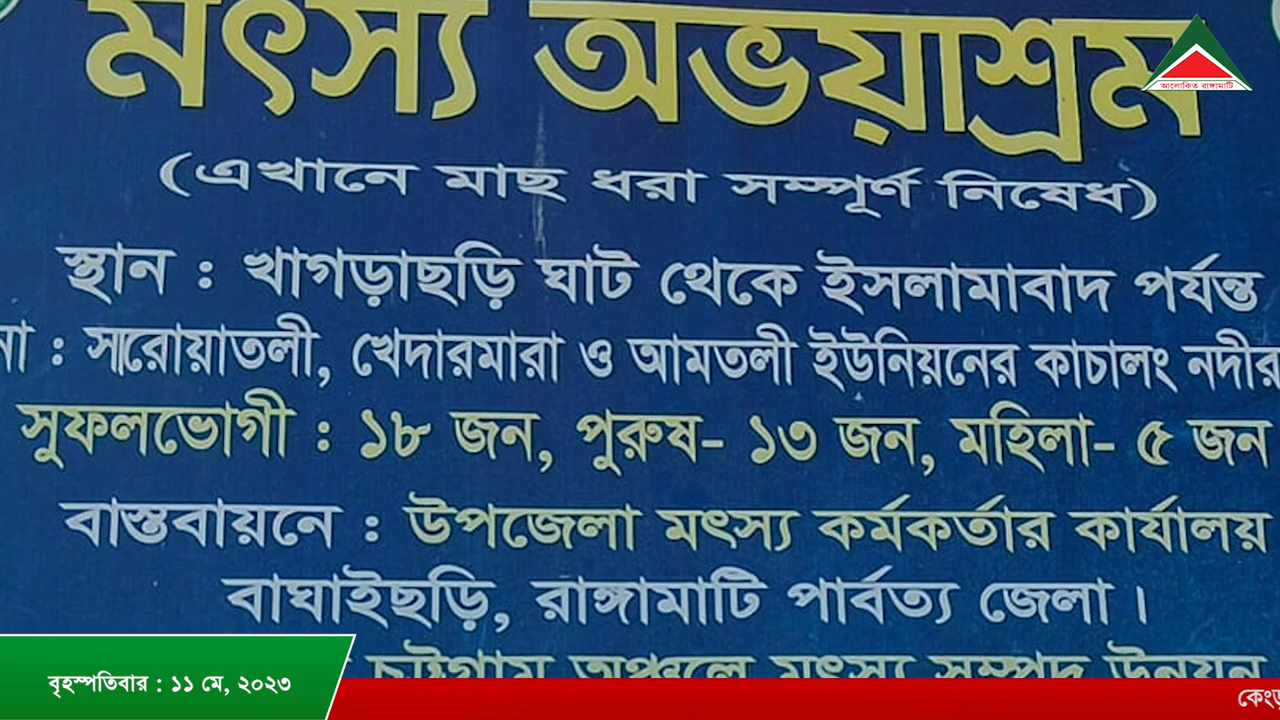 মৎস্য অভয়াশ্রম
আলোকিত রাঙ্গামাটি
(এখানে মাছ ধরা সম্পূর্ণ নিষেধ)
স্থান : খাগড়াছড়ি ঘাট থেকে ইসলামাবাদ পর্যন্ত
না : সারোয়াতলী, খেদারমারা ও আমতলী ইউনিয়নের কাচালং নদীর
সুফলভোগী : ১৮ জন, পুরুষ- ১৩ জন, মহিলা- ৫ জন
বাস্তবায়নে : উপজেলা মৎস্য কর্মকর্তার কার্যালয়
বাঘাইছড়ি, রাঙ্গামাটি পার্বত্য জেলা।
চট্টগ্রাম অঞ্চলে মৎস্য সম্পদ উন্নয়ন
বৃহস্পতিবার : ১১ মে, ২০২৩